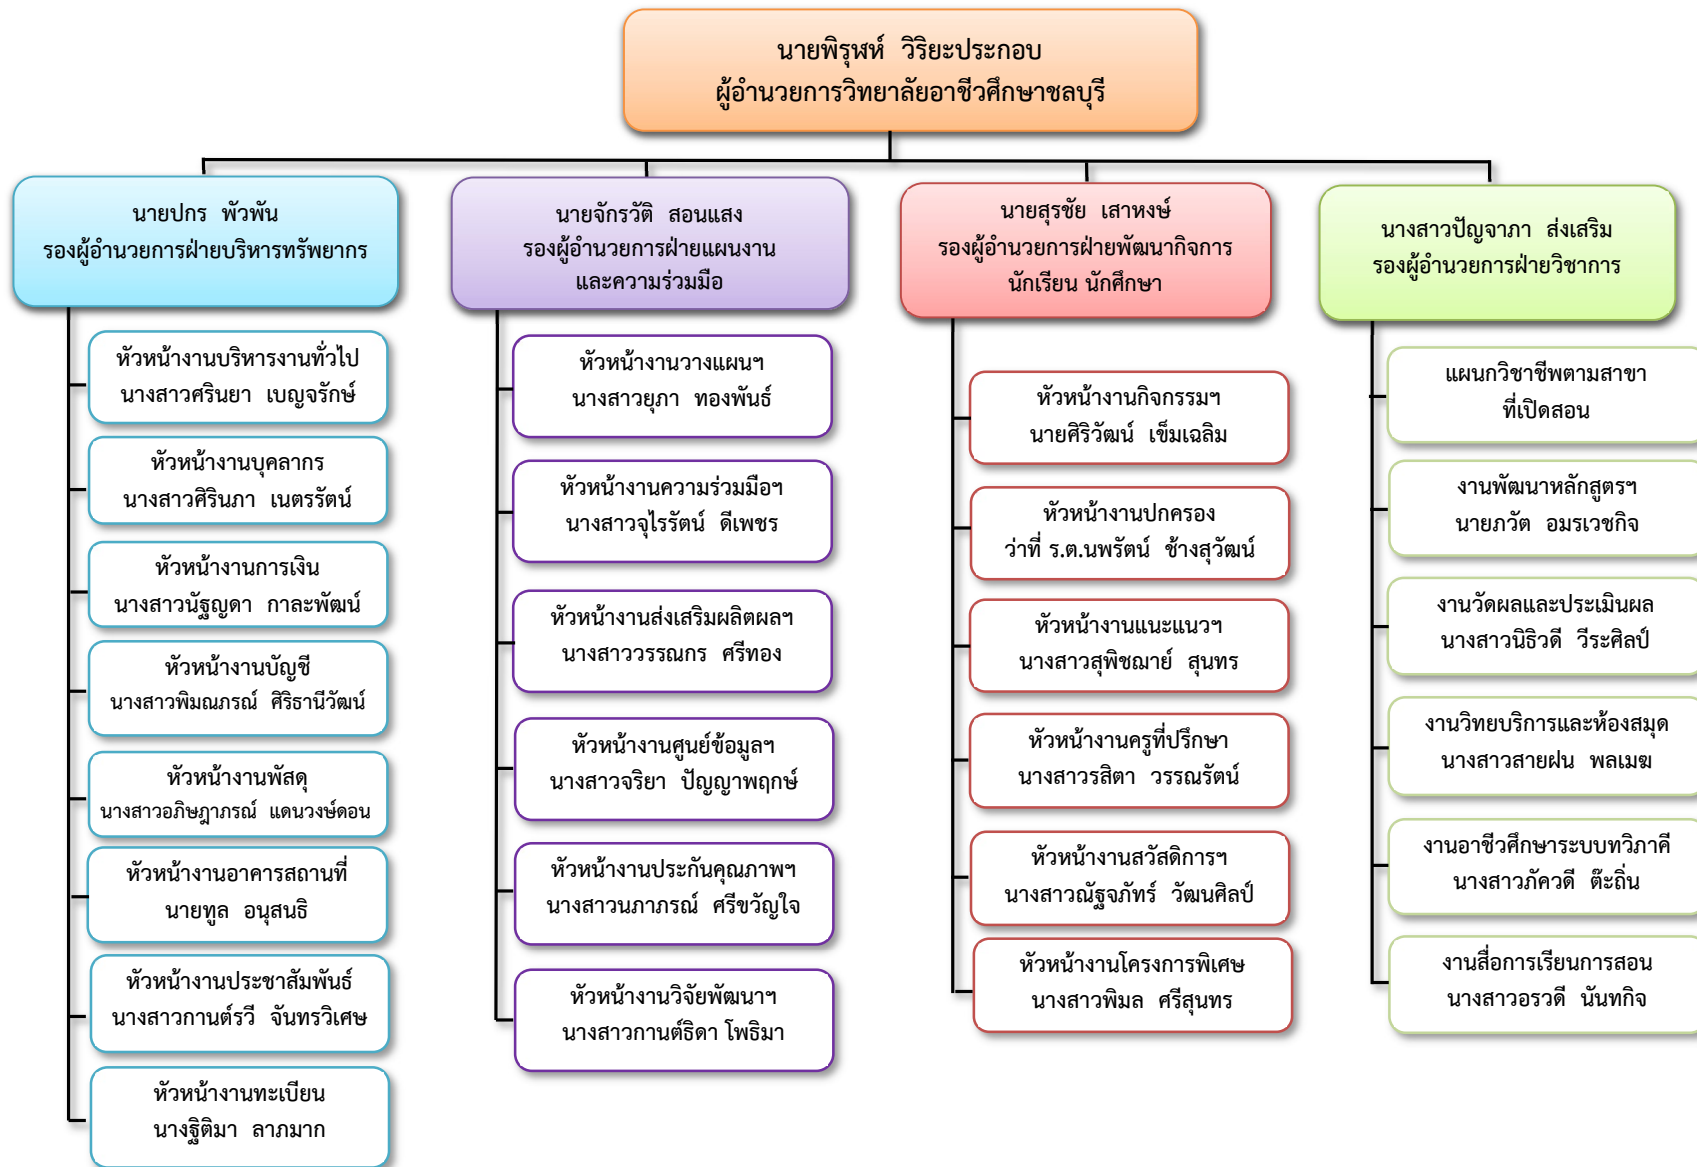 นายพิรุฬห์ วิริยะประกอบ
ผู้อำนวยการวิทยาลัยอาชีวศึกษาชลบุรี
นายปกร พัวพัน
รองผู้อำนวยการฝ่ายบริหารทรัพยากร
หัวหน้างานบริหารงานทั่วไป
นางสาวศรินยา เบญจรักษ์
หัวหน้างานบุคลากร
นางสาวศิรินภา เนตรรัตน์
หัวหน้างานการเงิน
นางสาวนัฐญดา กาละพัฒน์
หัวหน้างานบัญชี
นางสาวพิมณภรณ์ ศิริธานีวัฒน์
หัวหน้างานพัสดุ
นางสาวอภิษฎาภรณ์ แดนวงษ์ดอน
หัวหน้างานอาคารสถานที่
นายทูล อนุสนธิ
หัวหน้างานประชาสัมพันธ์
นางสาวกานต์รวี จันทรวิเศษ
หัวหน้างานทะเบียน
นางฐิติมา ลาภมาก
นายจักรวัติ สอนแสง
รองผู้อำนวยการฝ่ายแผนงาน
และความร่วมมือ
หัวหน้างานวางแผนฯ
นางสาวยุภา ทองพันธ์
หัวหน้างานความร่วมมือฯ
นางสาวจุไรรัตน์ ดีเพชร
หัวหน้างานส่งเสริมผลิตผลฯ
นางสาววรรณกร ศรีทอง
หัวหน้างานศูนย์ข้อมูลฯ
นางสาวจริยา ปัญญาพฤกษ์
หัวหน้างานประกันคุณภาพฯ
นางสาวนภาภรณ์ ศรีขวัญใจ
หัวหน้างานวิจัยพัฒนาฯ
นางสาวกานต์ธิดา โพธิมา
นายสุรชัย เสาหงษ์
รองผู้อำนวยการฝ่ายพัฒนากิจการ
นักเรียน นักศึกษา
หัวหน้างานกิจกรรมฯ
นายศิริวัฒน์ เข็มเฉลิม
หัวหน้างานปกครอง
ว่าที่ ร.ต.นพรัตน์ ช้างสุวัฒน์
หัวหน้างานแนะแนวฯ
นางสาวสุพิชฌาย์ สุนทร
หัวหน้างานครูที่ปรึกษา
นางสาวรสิตา วรรณรัตน์
หัวหน้างานสวัสดิการฯ
นางสาวณัฐจภัทร์ วัฒนศิลป์
หัวหน้างานโครงการพิเศษ
นางสาวพิมล ศรีสุนทร
นางสาวปัญจาภา ส่งเสริม
รองผู้อำนวยการฝ่ายวิชาการ
แผนกวิชาชีพตามสาขา
ที่เปิดสอน
งานพัฒนาหลักสูตรฯ
นายภวัต อมรเวชกิจ
งานวัดผลและประเมินผล
นางสาวนิธิวดี วีระศิลป์
งานวิทยบริการและห้องสมุด
นางสาวสายฝน พลเมฆ
งานอาชีวศึกษาระบบทวิภาคี
นางสาวภัควดี ต๊ะถิ่น
งานสื่อการเรียนการสอน
นางสาวอรวดี นันทกิจ